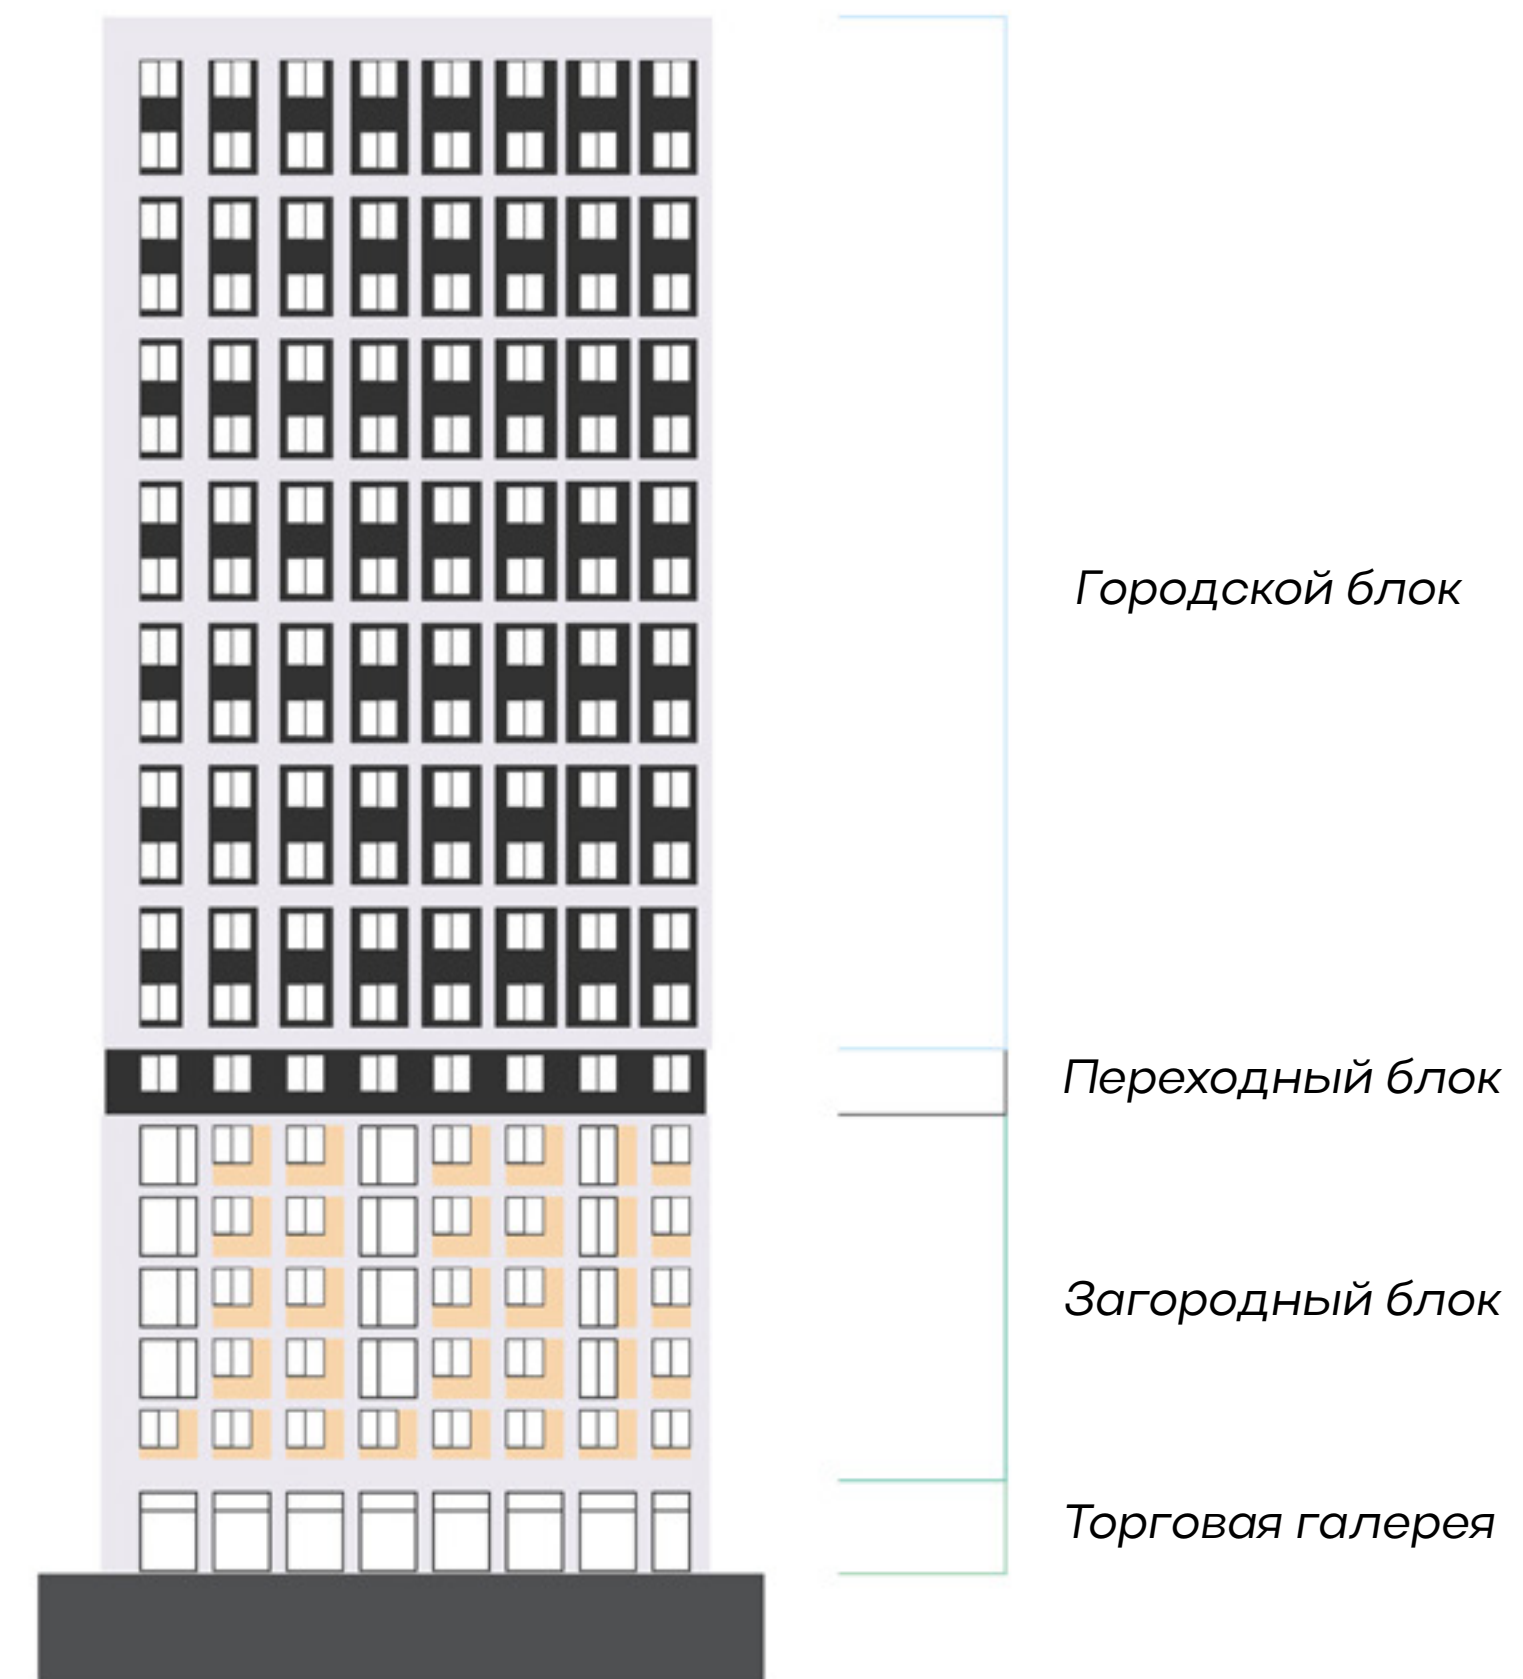 Городской блок
Переходный блок
Загородный блок
Торговая галерея